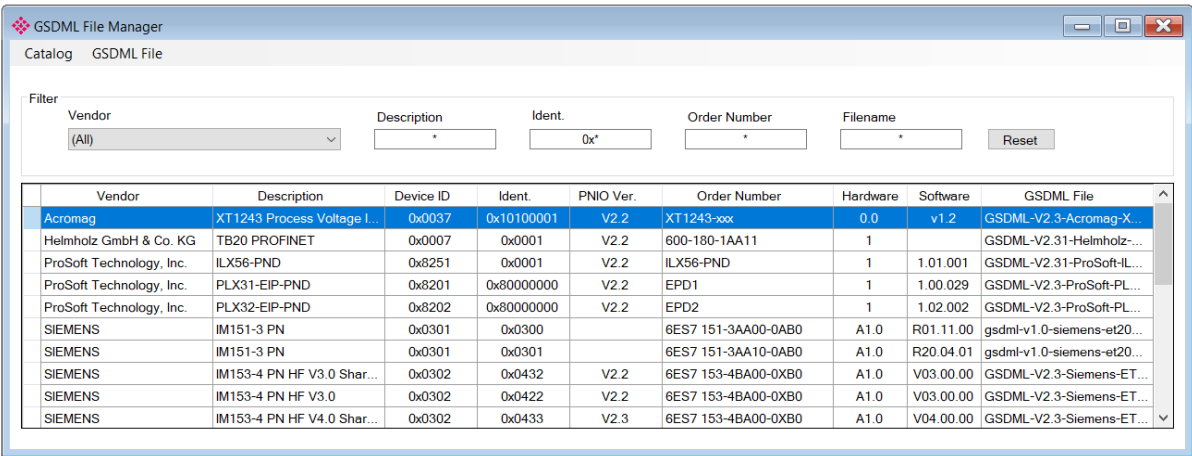 GSDML File Manager
Catalog GSDML File
Filter
Vendor Description Ident. Order Number Filename
(All) * 0x* * * Reset
Vendor Description Device ID Ident. PNIO Ver. Order Number Hardware Software GSDML File
Acromag XT1243 Process Voltage I... 0x0037 0x10100001 V2.2 XT1243-xxx 0.0 v1.2 GSDML-V2.3-Acromag-X...
Helmholz GmbH & Co. KG TB20 PROFINET 0x0007 0x0001 V2.2 600-180-1AA11 1 GSDML-V2.31-Helmholz-...
ProSoft Technology, Inc. ILX56-PND 0x8251 0x0001 V2.2 ILX56-PND 1 1.01.001 GSDML-V2.31-ProSoft-IL...
ProSoft Technology, Inc. PLX31-EIP-PND 0x8201 0x80000000 V2.2 EPD1 1 1.00.029 GSDML-V2.3-ProSoft-PL...
ProSoft Technology, Inc. PLX32-EIP-PND 0x8202 0x80000000 V2.2 EPD2 1 1.02.002 GSDML-V2.3-ProSoft-PL...
SIEMENS IM151-3 PN 0x0301 0x0300 6ES7 151-3AA00-0AB0 A1.0 R01.11.00 gsdml-v1.0-siemens-et20...
SIEMENS IM151-3 PN 0x0301 0x0301 6ES7 151-3AA10-0AB0 A1.0 R20.04.01 gsdml-v1.0-siemens-et20...
SIEMENS IM153-4 PN HF V3.0 Shar... 0x0302 0x0432 V2.2 6ES7 153-4BA00-0XB0 A1.0 V03.00.00 GSDML-V2.3-Siemens-ET...
SIEMENS IM153-4 PN HF V3.0 0x0302 0x0422 V2.2 6ES7 153-4BA00-0XB0 A1.0 V03.00.00 GSDML-V2.3-Siemens-ET...
SIEMENS IM153-4 PN HF V4.0 Shar... 0x0302 0x0433 V2.3 6ES7 153-4BA00-0XB0 A1.0 V04.00.00 GSDML-V2.3-Siemens-ET...